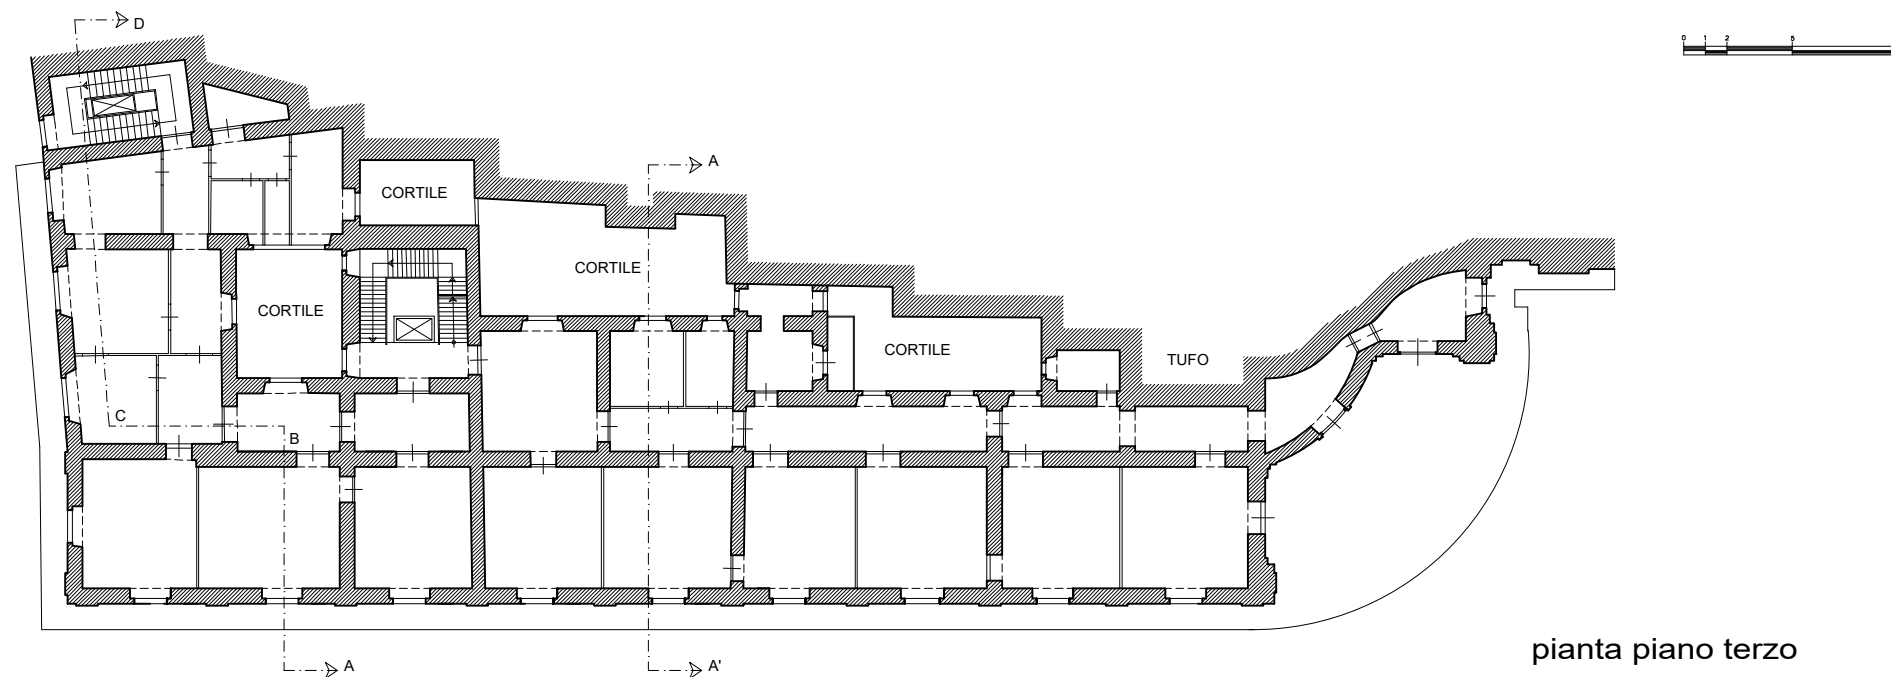 D
0 1 2 5
A
CORTILE
CORTILE
CORTILE
CORTILE
TUFO
C
B
A
A'
pianta piano terzo